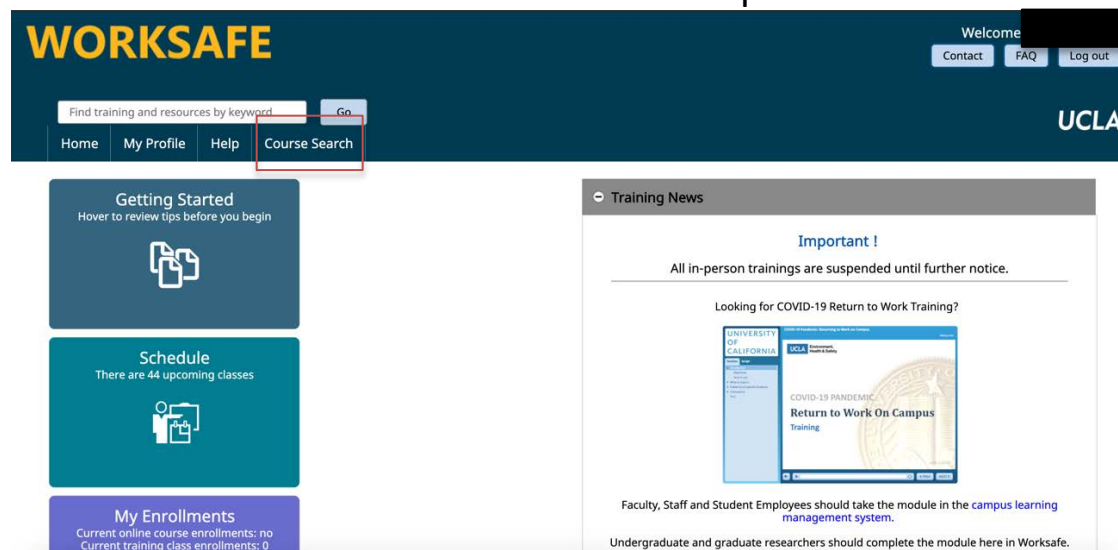 WORKSAFE
Welcome
Contact FAQ Log out
Find training and resources by keyword Go
UCLA
Home My Profile Help Course Search
Getting Started
Hover to review tips before you begin
Schedule
There are 44 upcoming classes
My Enrollments
Current online course enrollments: no
Current training class enrollments: 0
Training News
Important !
All in-person trainings are suspended until further notice.
Looking for COVID-19 Return to Work Training?
UNIVERSITY
OF
CALIFORNIA
UCLA Environment,
Health & Safety
COVID-19 PANDEMIC
Return to Work On Campus
Training
Faculty, Staff and Student Employees should take the module in the campus learning
management system.
Undergraduate and graduate researchers should complete the module here in Worksafe.